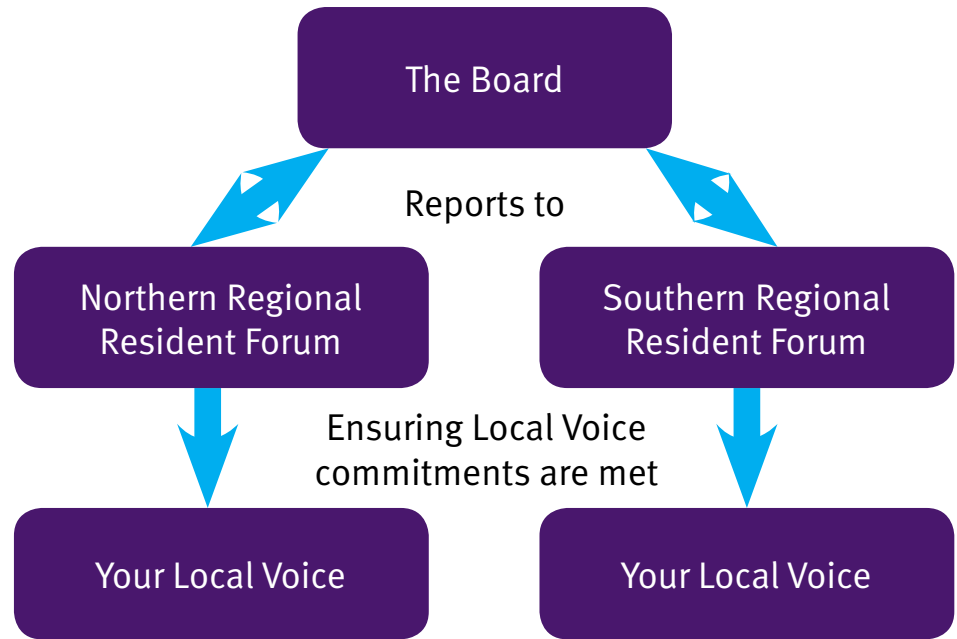 The Board
Reports to
Northern Regional
Resident Forum
Southern Regional
Resident Forum
Ensuring Local Voice
commitments are met
Your Local Voice
Your Local Voice